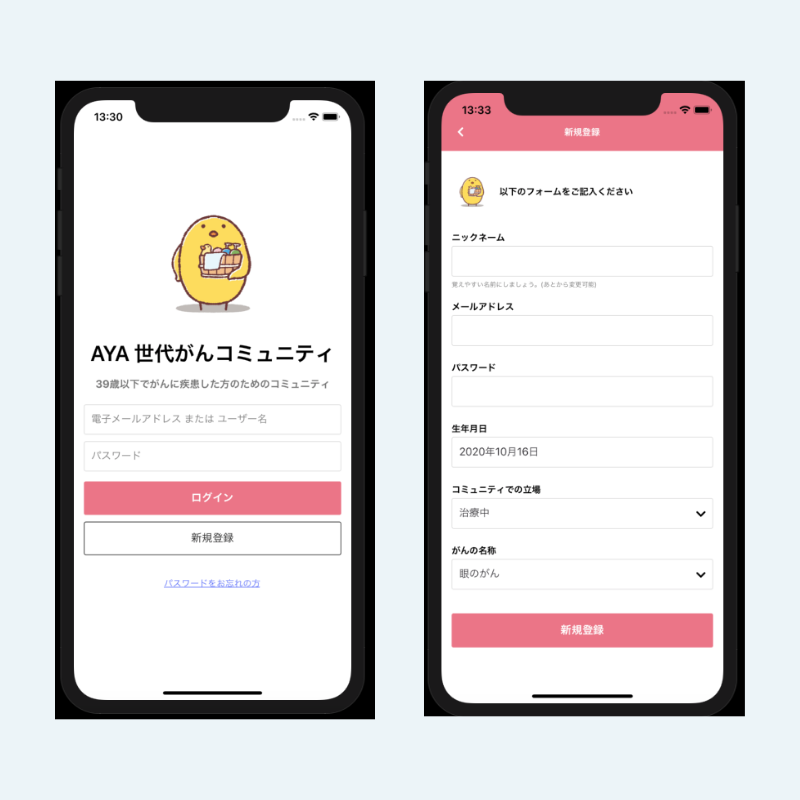 13:30
AYA 世代がんコミュニティ
39歳以下でがんに疾患した方のためのコミュニティ
電子メールアドレス または ユーザー名
パスワード
ログイン
新規登録
パスワードをお忘れの方
13:33
新規登録
以下のフォームをご記入ください
ニックネーム
覚えやすい名前にしましょう。(あとから変更可能)
メールアドレス
パスワード
生年月日
2020年10月16日
コミュニティでの立場
治療中
がんの名称
眼のがん
新規登録